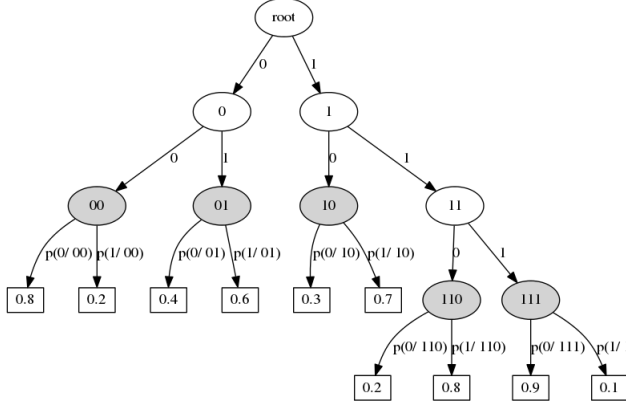 root
0 1
0 1
0 1 0 1
00 01 10 11
p(0/ 00) p(1/ 00) p(0/ 01) p(1/ 01) p(0/ 10) p(1/ 10) 0 1
0.8 0.2 0.4 0.6 0.3 0.7 110 111
p(0/ 110) p(1/ 110) p(0/ 111) p(1/
0.2 0.8 0.9 0.1